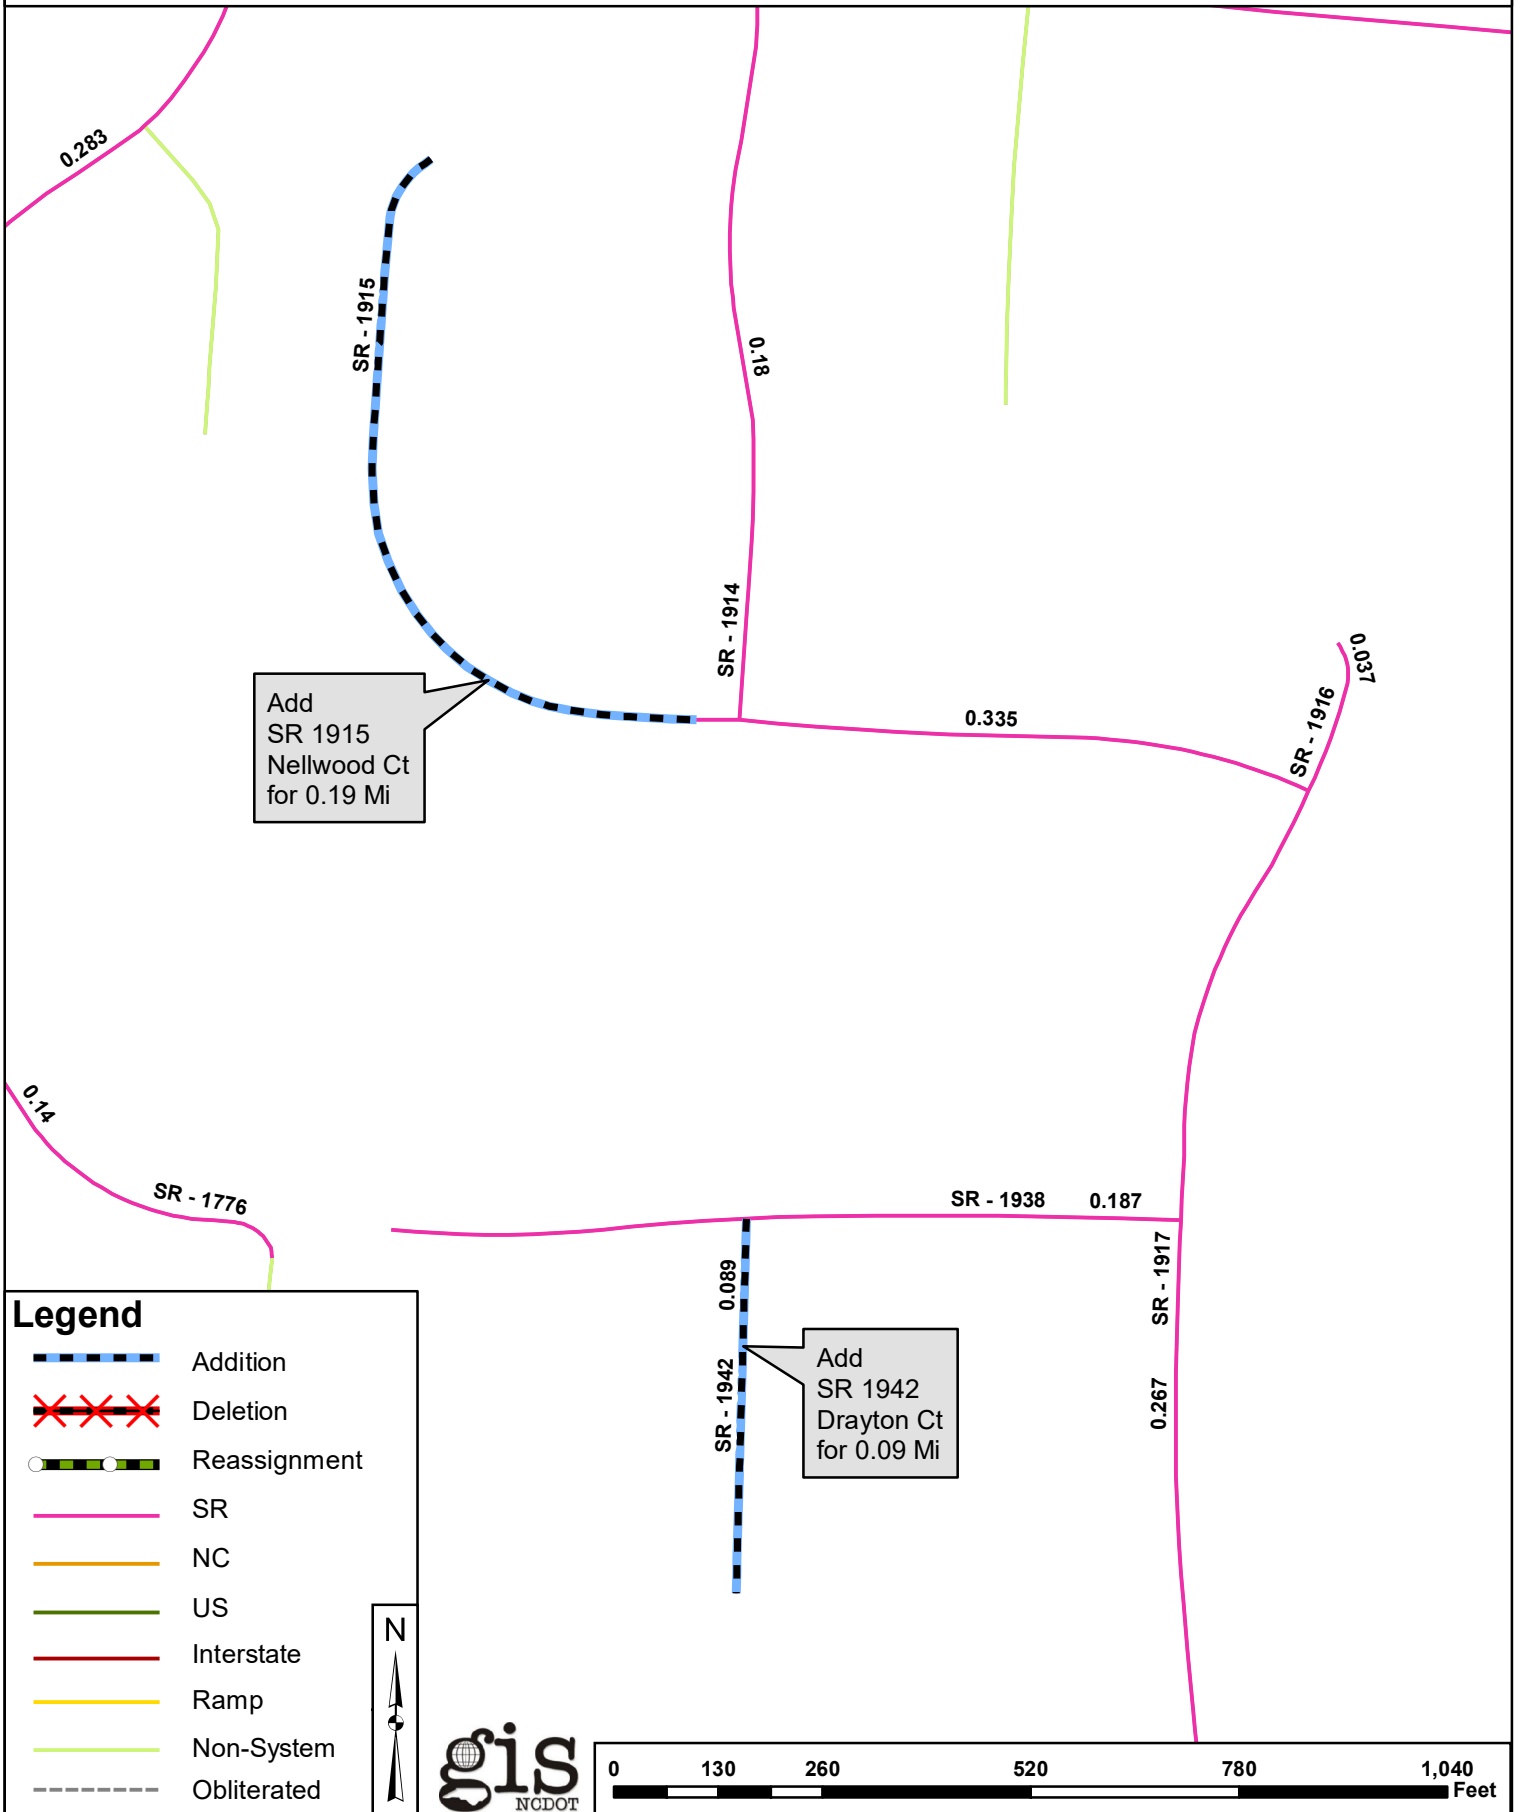 0.283
SR - 1915
0.18
SR - 1914
0.037
SR - 1916
0.335
Add
SR 1915
Nellwood Ct
for 0.19 Mi
0.14
SR - 1776
SR - 1938
0.187
SR - 1917
0.089
SR - 1942
Add
SR 1942
Drayton Ct
for 0.09 Mi
0.267
Legend
Addition
Deletion
Reassignment
SR
NC
US
Interstate
Ramp
Non-System
Obliterated
N
gis
NCDOT
0 130 260 520 780 1,040
Feet